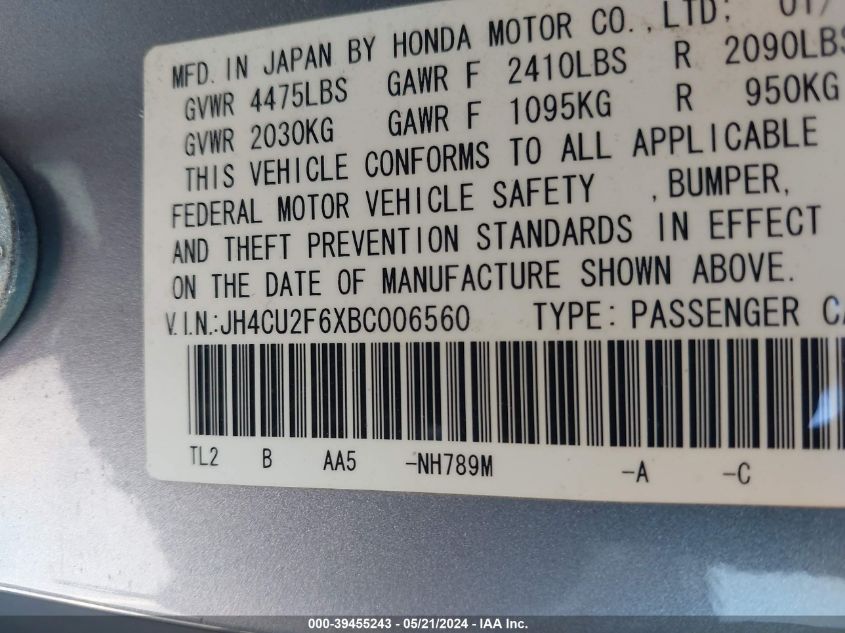 MFD. IN JAPAN BY HONDA MOTOR CO., LTD; 01/
GVWR 4475LBS GAWR F 2410LBS R 2090LBS
GVWR 2030KG GAWR F 1095KG R 950KG
THIS VEHICLE CONFORMS TO ALL APPLICABLE
FEDERAL MOTOR VEHICLE SAFETY , BUMPER,
AND THEFT PREVENTION STANDARDS IN EFFECT
ON THE DATE OF MANUFACTURE SHOWN ABOVE.
V.I.N.: JH4CU2F6XBC006560 TYPE: PASSENGER CA
TL2 B AA5 -NH789M -A -C
000-39455243 - 05/21/2024 - IAA Inc.